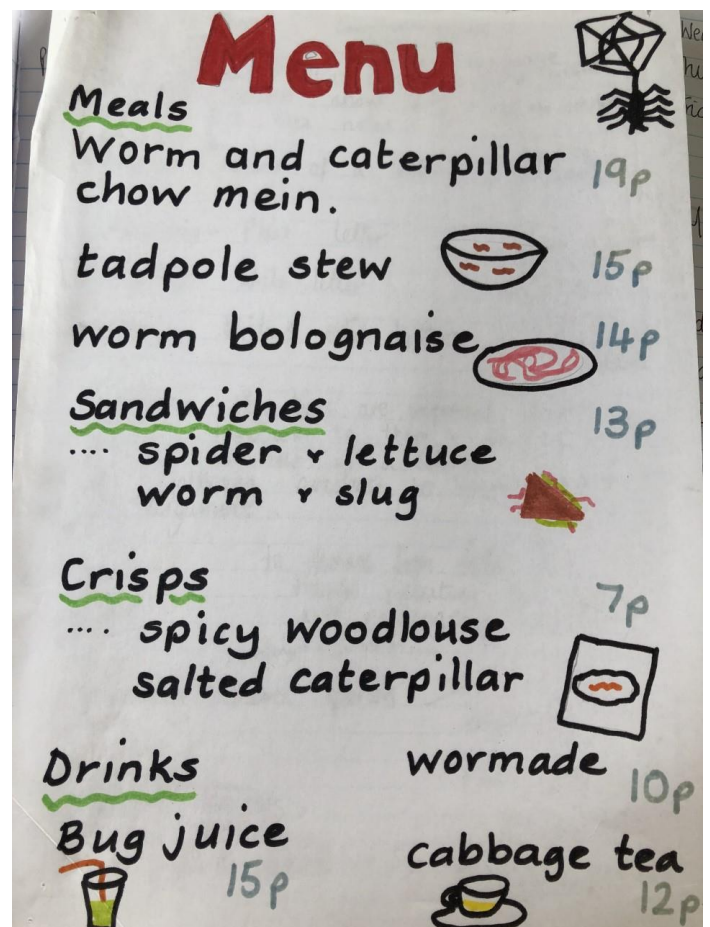 Menu
Meals
Worm and caterpillar 19p
chow mein.
tadpole stew 15p
worm bolognaise 14p
Sandwiches 13p
.... spider & lettuce
worm & slug
Crisps 7p
.... spicy woodlouse
salted caterpillar
Drinks
wormade 10p
Bug juice 15p
cabbage tea 12p